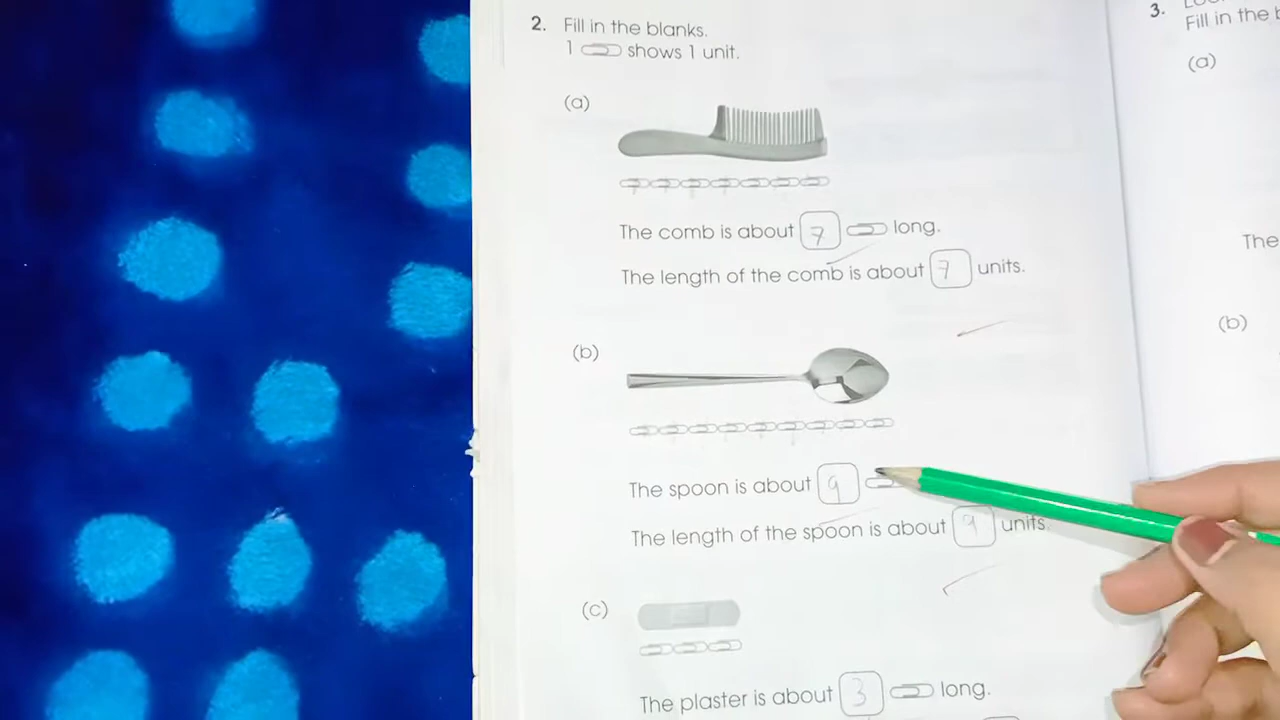 2. Fill in the blanks.
1 shows 1 unit.
(a)
The comb is about 7 long.
The length of the comb is about 7 units.
(b)
The spoon is about 9
The length of the spoon is about 9 units.
(c)
The plaster is about 3 long.
3.
Fill in the
(a)
The
(b)